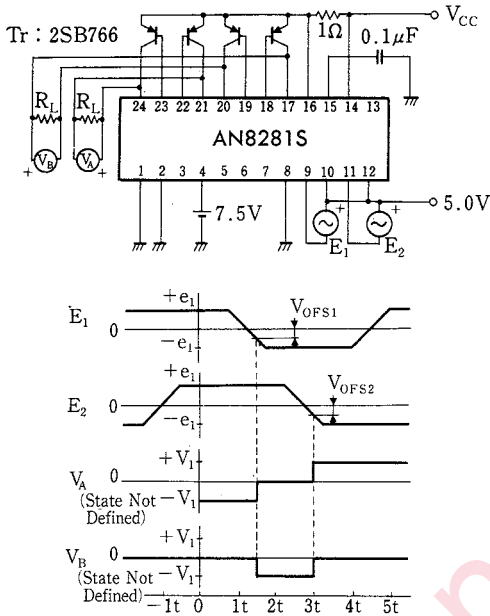 Tr : 2SB766
1Ω
V_CC
0.1μF
R_L R_L
V_B V_A
+ +
24 23 22 21 20 19 18 17 16 15 14 13
AN8281S
1 2 3 4 5 6 7 8 9 10 11 12
7.5V
+ +
5.0V
E_1 E_2
E_1
+e_1
0
−e_1
V_OFS1
E_2
+e_1
0
−e_1
V_OFS2
V_A
(State Not
Defined)
+V_1
0
−V_1
V_B
(State Not
Defined)
+V_1
0
−V_1
−1t 0 1t 2t 3t 4t 5t